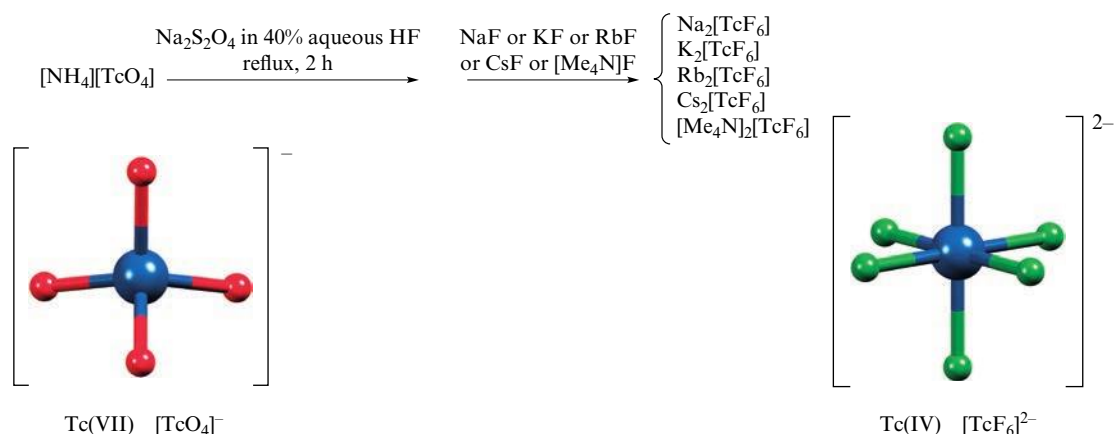 Na₂S₂O₄ in 40% aqueous HF
reflux, 2 h
[NH₄][TcO₄]
NaF or KF or RbF
or CsF or [Me₄N]F
Na₂[TcF₆]
K₂[TcF₆]
Rb₂[TcF₆]
Cs₂[TcF₆]
[Me₄N]₂[TcF₆]
–
2–
Tc(VII) [TcO₄]⁻
Tc(IV) [TcF₆]²⁻